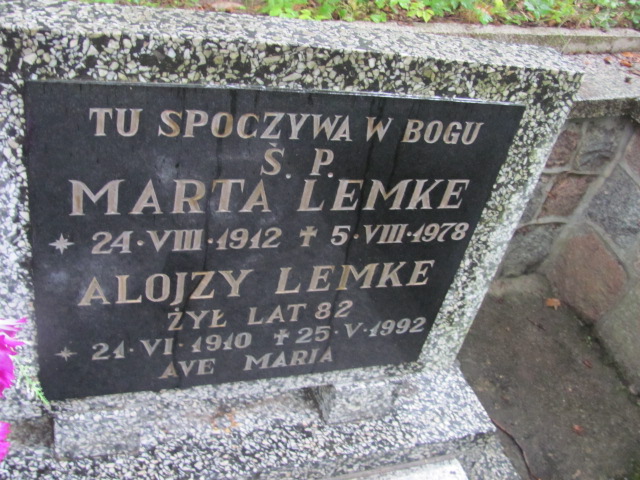 TU SPOCZYWA W BOGU
Ś. P.
MARTA LEMKE
* 24·VIII·1912 ✝ 5·VIII·1978
ALOJZY LEMKE
ŻYŁ LAT 82
* 21·VI·1910 ✝ 25·V·1992
AVE MARIA